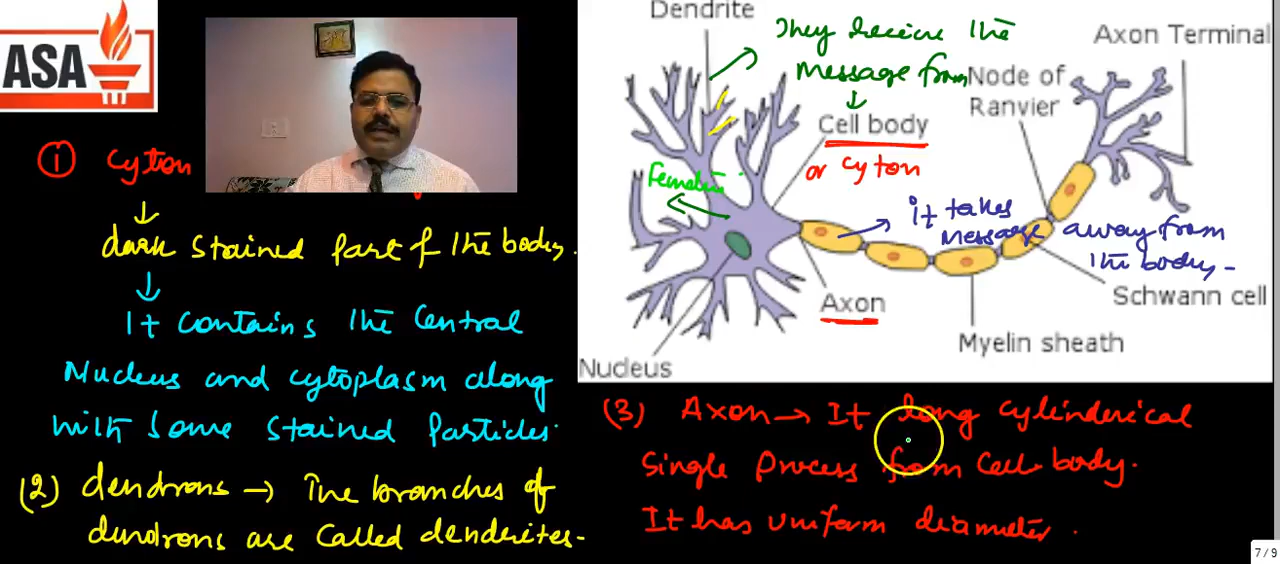 ASA
① Cyton
dark stained part of the body.
It contains the Central
Nucleus and cytoplasm along
with some stained particles.
(2) dendrons → The branches of
dendrons are called denderites.
Dendrite
They receive the
message from
Cell body
or cyton
Node of
Ranvier
Axon Terminal
it takes
message away from
the body
Axon
Schwann cell
Myelin sheath
Nucleus
(3) Axon → It long cylinderical
single process from cell body.
It has uniform diameter.
7/9